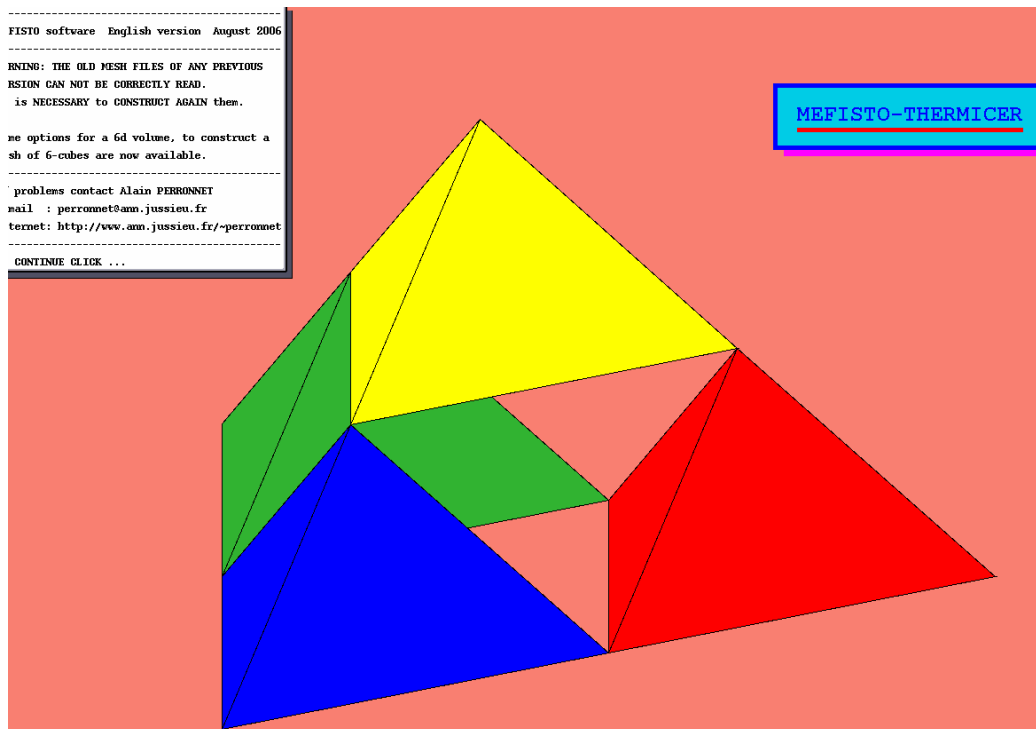 FISTO software English version August 2006
RNING: THE OLD MESH FILES OF ANY PREVIOUS
RSION CAN NOT BE CORRECTLY READ.
is NECESSARY to CONSTRUCT AGAIN them.
me options for a 6d volume, to construct a
sh of 6-cubes are now available.
problems contact Alain PERRONNET
mail : perronnet@ann.jussieu.fr
ternet: http://www.ann.jussieu.fr/~perronnet
CONTINUE CLICK ...
MEFISTO-THERMICER